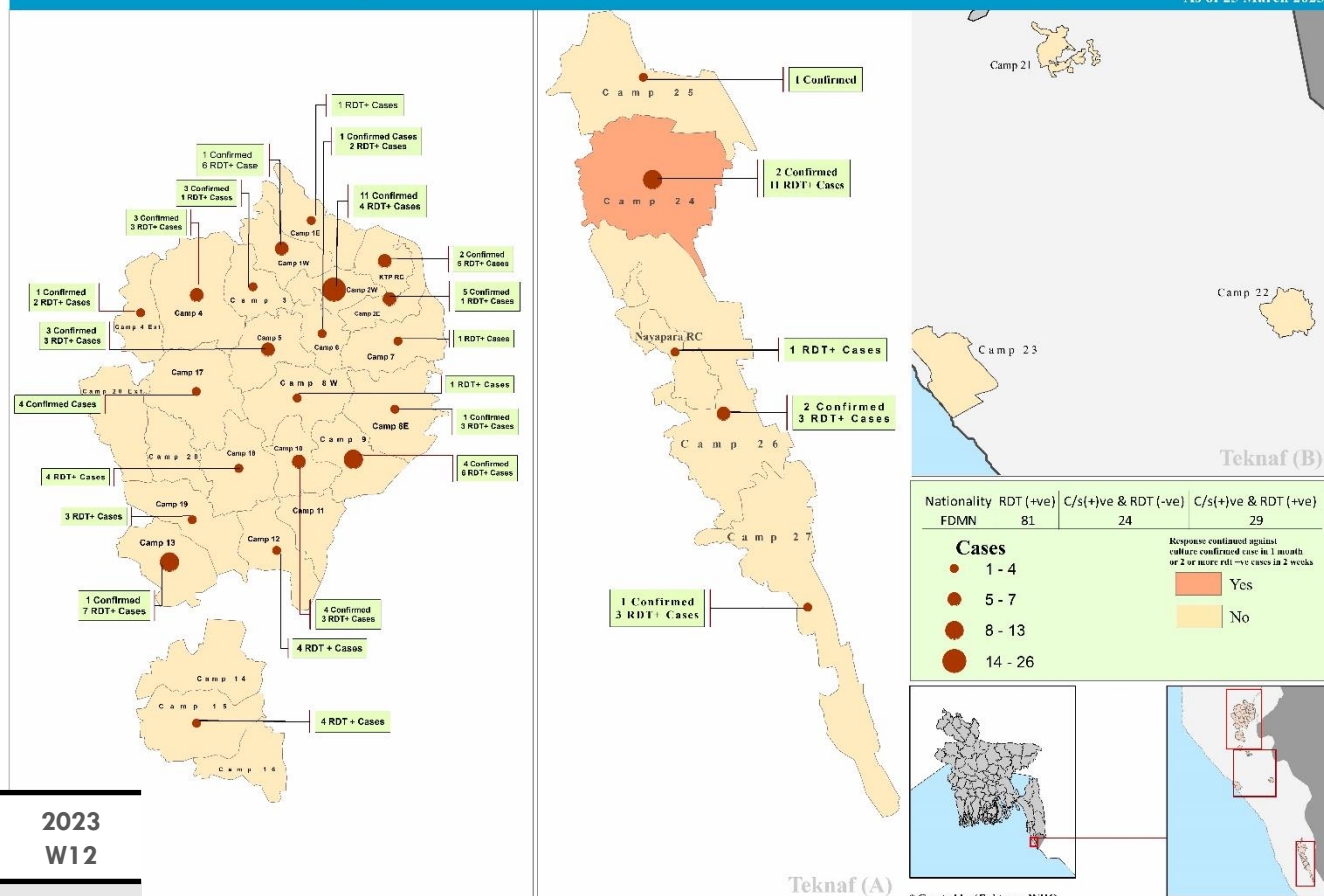 1 RDT+ Cases
1 Confirmed Cases
2 RDT+ Cases
1 Confirmed
6 RDT+ Case
3 Confirmed
1 RDT+ Cases
11 Confirmed
4 RDT+ Cases
3 Confirmed
3 RDT+ Cases
2 Confirmed
5 RDT+ Cases
1 Confirmed
2 RDT+ Cases
5 Confirmed
1 RDT+ Cases
3 Confirmed
3 RDT+ Cases
1 RDT+ Cases
1 RDT+ Cases
4 Confirmed Cases
1 Confirmed
3 RDT+ Cases
4 Confirmed
6 RDT+ Cases
4 RDT+ Cases
3 RDT+ Cases
1 Confirmed
7 RDT+ Cases
4 Confirmed
3 RDT+ Cases
4 RDT + Cases
4 RDT + Cases
Camp 1E
Camp 1W
KTP RC
Camp 2W
Camp 2E
Camp 3
Camp 4
Camp 4 Ext
Camp 5
Camp 6
Camp 7
Camp 17
Camp 8W
Camp 20 Ext.
Camp 8E
Camp 9
Camp 20
Camp 18
Camp 10
Camp 19
Camp 11
Camp 13
Camp 12
Camp 14
Camp 15
Camp 16
2023
W12
1 Confirmed
Camp 25
2 Confirmed
11 RDT+ Cases
Camp 24
Nayapara RC
1 RDT+ Cases
2 Confirmed
3 RDT+ Cases
Camp 26
Camp 27
1 Confirmed
3 RDT+ Cases
Teknaf (A)
As of 25 March 2023
Camp 21
Camp 22
Camp 23
Teknaf (B)
Nationality RDT (+ve) C/s(+)ve & RDT (-ve) C/s(+)ve & RDT (+ve)
FDMN 81 24 29
Cases
1 - 4
5 - 7
8 - 13
14 - 26
Response continued against
culture confirmed case in 1 month
or 2 or more rdt +ve cases in 2 weeks
Yes
No